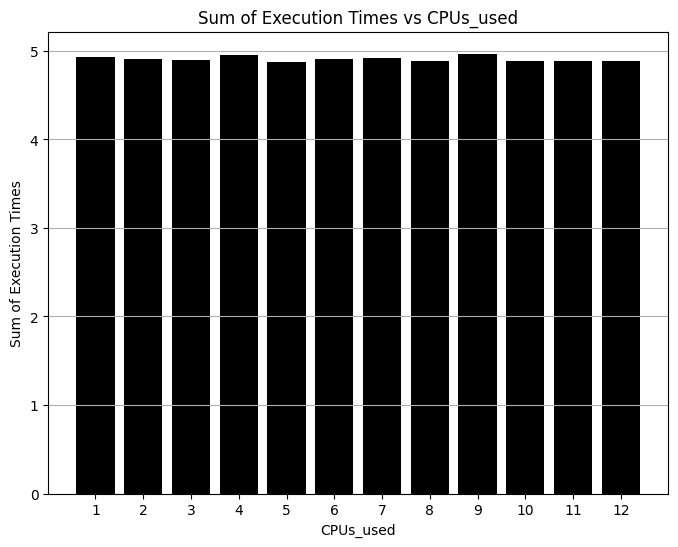 Sum of Execution Times vs CPUs_used
Sum of Execution Times
5
4
3
2
1
0
1 2 3 4 5 6 7 8 9 10 11 12
CPUs_used